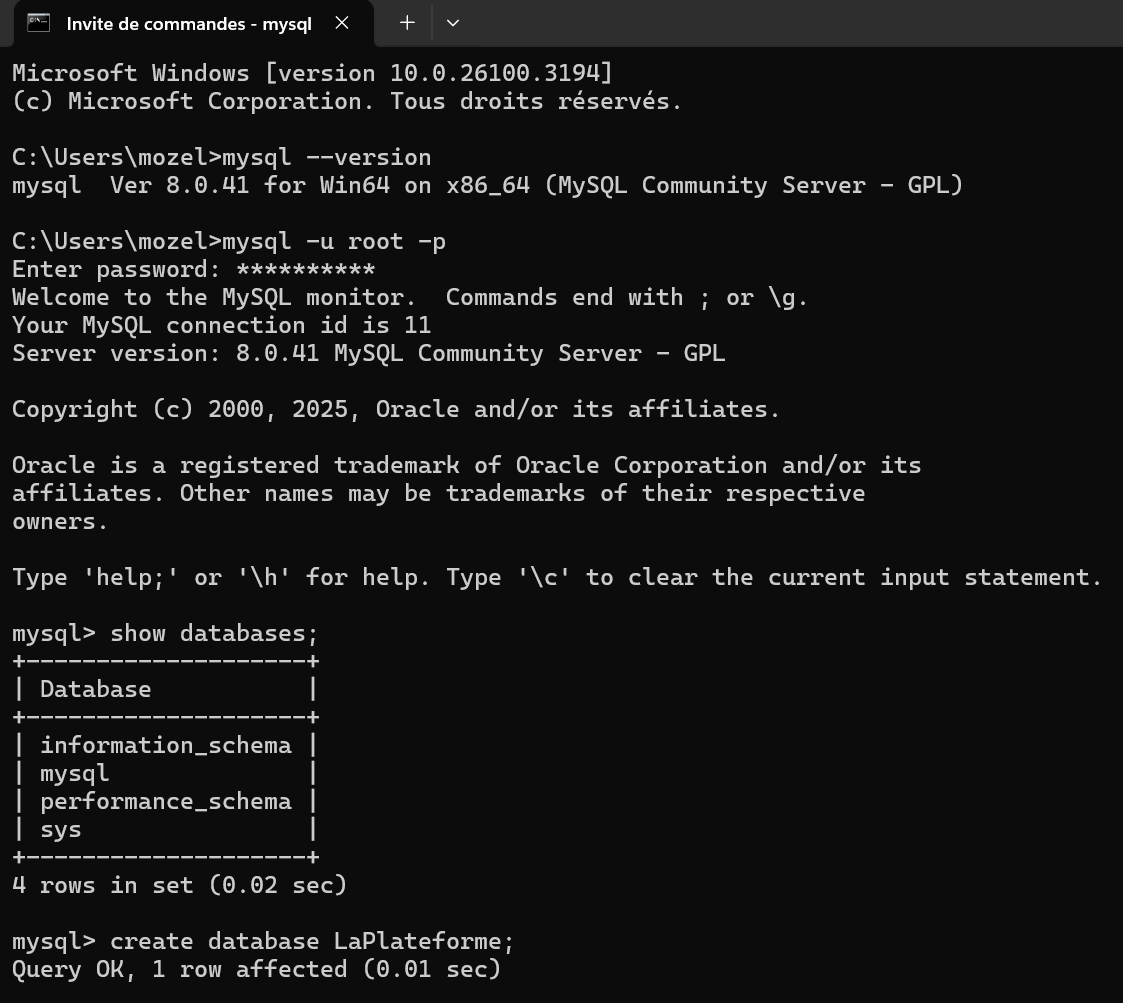 Invite de commandes - mysql
Microsoft Windows [version 10.0.26100.3194]
(c) Microsoft Corporation. Tous droits réservés.
C:\Users\mozel>mysql --version
mysql  Ver 8.0.41 for Win64 on x86_64 (MySQL Community Server - GPL)
C:\Users\mozel>mysql -u root -p
Enter password: **********
Welcome to the MySQL monitor.  Commands end with ; or \g.
Your MySQL connection id is 11
Server version: 8.0.41 MySQL Community Server - GPL
Copyright (c) 2000, 2025, Oracle and/or its affiliates.
Oracle is a registered trademark of Oracle Corporation and/or its
affiliates. Other names may be trademarks of their respective
owners.
Type 'help;' or '\h' for help. Type '\c' to clear the current input statement.
mysql> show databases;
+--------------------+
| Database           |
+--------------------+
| information_schema |
| mysql              |
| performance_schema |
| sys                |
+--------------------+
4 rows in set (0.02 sec)
mysql> create database LaPlateforme;
Query OK, 1 row affected (0.01 sec)